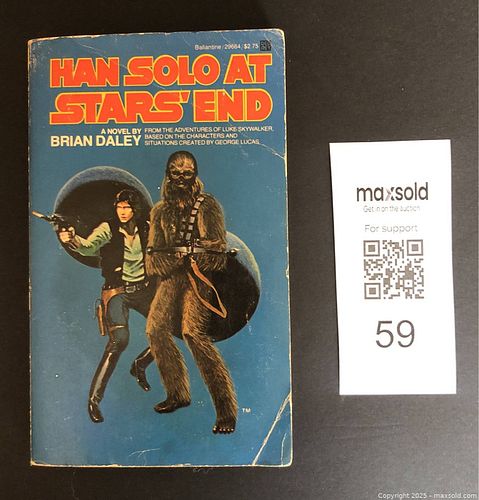 Ballantine/29664/$2.75
HAN SOLO AT
STARS' END
A NOVEL BY
BRIAN DALEY
FROM THE ADVENTURES OF LUKE SKYWALKER,
BASED ON THE CHARACTERS AND
SITUATIONS CREATED BY GEORGE LUCAS
TM
maxsold
Get in on the auction
For support
59
Copyright 2025 - maxsold.com